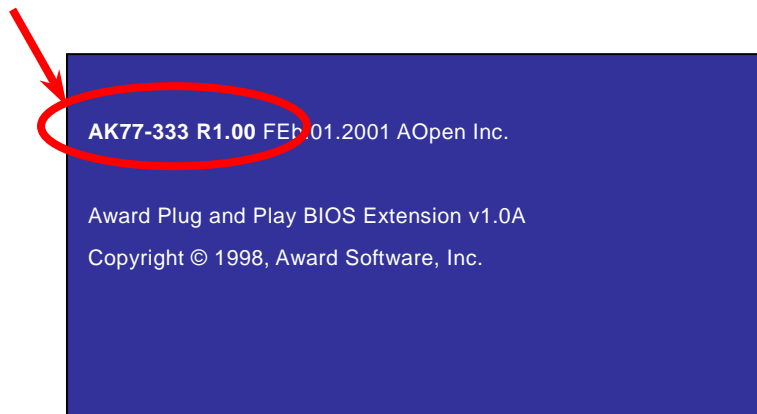 AK77-333 R1.00 FEb.01.2001 AOpen Inc.
Award Plug and Play BIOS Extension v1.0A
Copyright © 1998, Award Software, Inc.